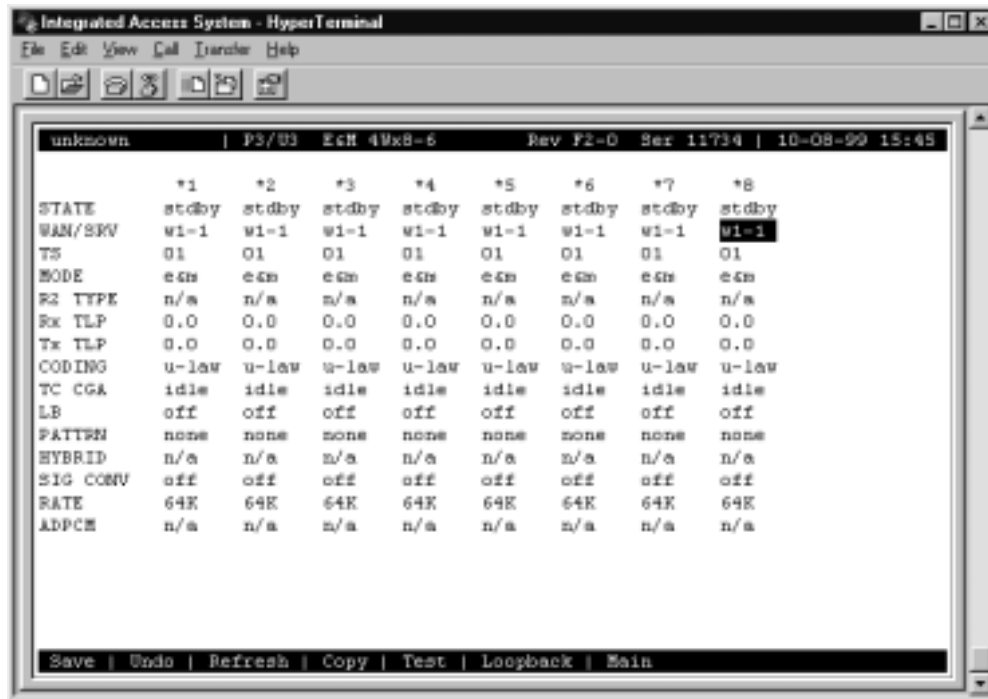 Integrated Access System - HyperTerminal
File Edit View Call Transfer Help
unknown | P3/U3 E&M 4Wx8-6 Rev F2-0 Ser 11734 | 10-08-99 15:45
*1 *2 *3 *4 *5 *6 *7 *8
STATE stdby stdby stdby stdby stdby stdby stdby stdby
WAN/SRV w1-1 w1-1 w1-1 w1-1 w1-1 w1-1 w1-1 w1-1
TS 01 01 01 01 01 01 01 01
MODE e&m e&m e&m e&m e&m e&m e&m e&m
R2 TYPE n/a n/a n/a n/a n/a n/a n/a n/a
Rx TLP 0.0 0.0 0.0 0.0 0.0 0.0 0.0 0.0
Tx TLP 0.0 0.0 0.0 0.0 0.0 0.0 0.0 0.0
CODING u-law u-law u-law u-law u-law u-law u-law u-law
TC CGA idle idle idle idle idle idle idle idle
LB off off off off off off off off
PATTRN none none none none none none none none
HYBRID n/a n/a n/a n/a n/a n/a n/a n/a
SIG CONV off off off off off off off off
RATE 64K 64K 64K 64K 64K 64K 64K 64K
ADPCM n/a n/a n/a n/a n/a n/a n/a n/a
Save | Undo | Refresh | Copy | Test | Loopback | Main